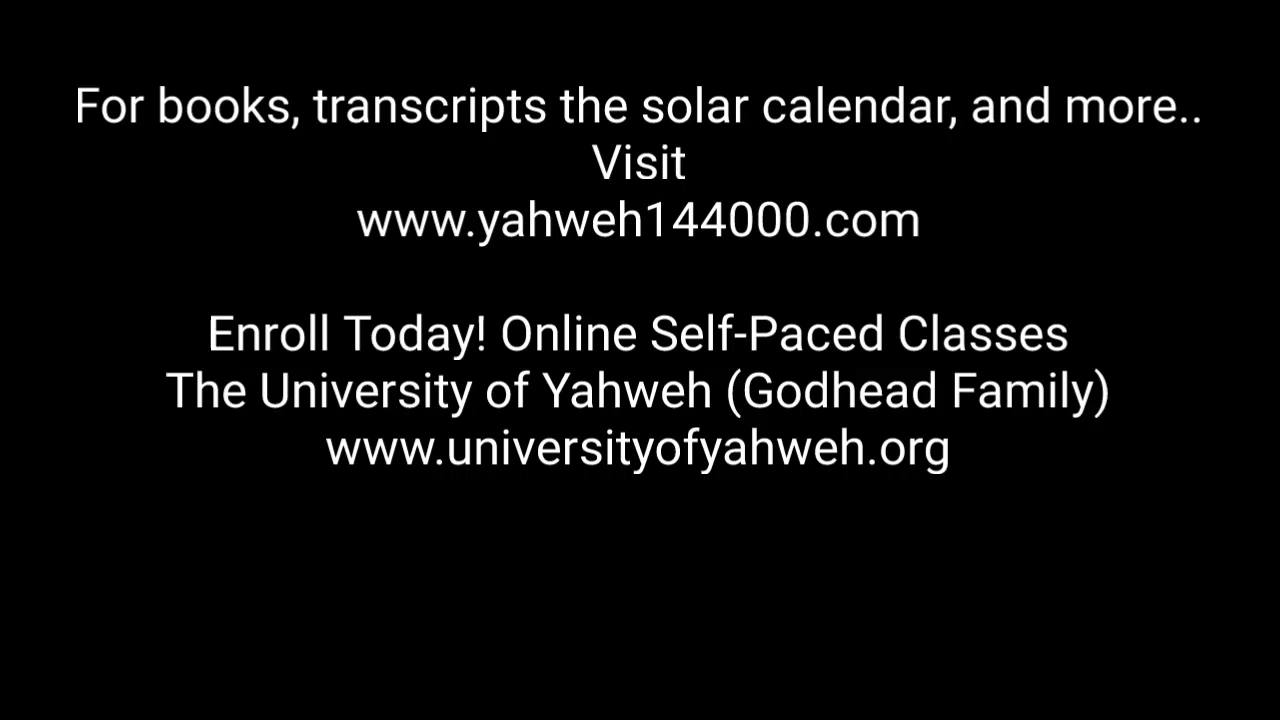 For books, transcripts the solar calendar, and more..
Visit
www.yahweh144000.com
Enroll Today! Online Self-Paced Classes
The University of Yahweh (Godhead Family)
www.universityofyahweh.org